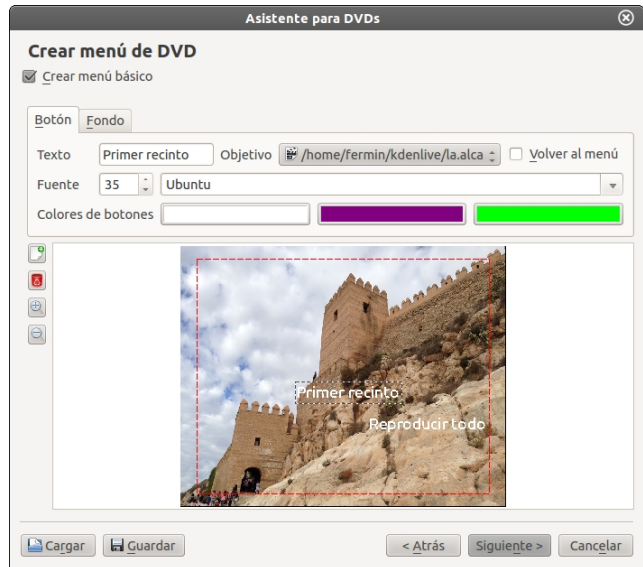 Asistente para DVDs
Crear menú de DVD
Crear menú básico
Botón Fondo
Texto Primer recinto Objetivo /home/fermin/kdenlive/la.alca Volver al menú
Fuente 35 Ubuntu
Colores de botones
Primer recinto
Reproducir todo
Cargar Guardar < Atrás Siguiente > Cancelar